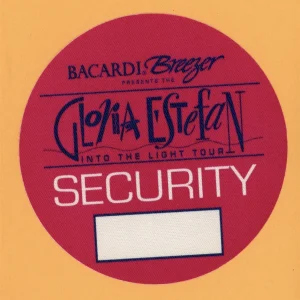 BACARDI Breezer
PRESENTS THE
GLORIA ESTEFAN
INTO THE LIGHT TOUR
SECURITY